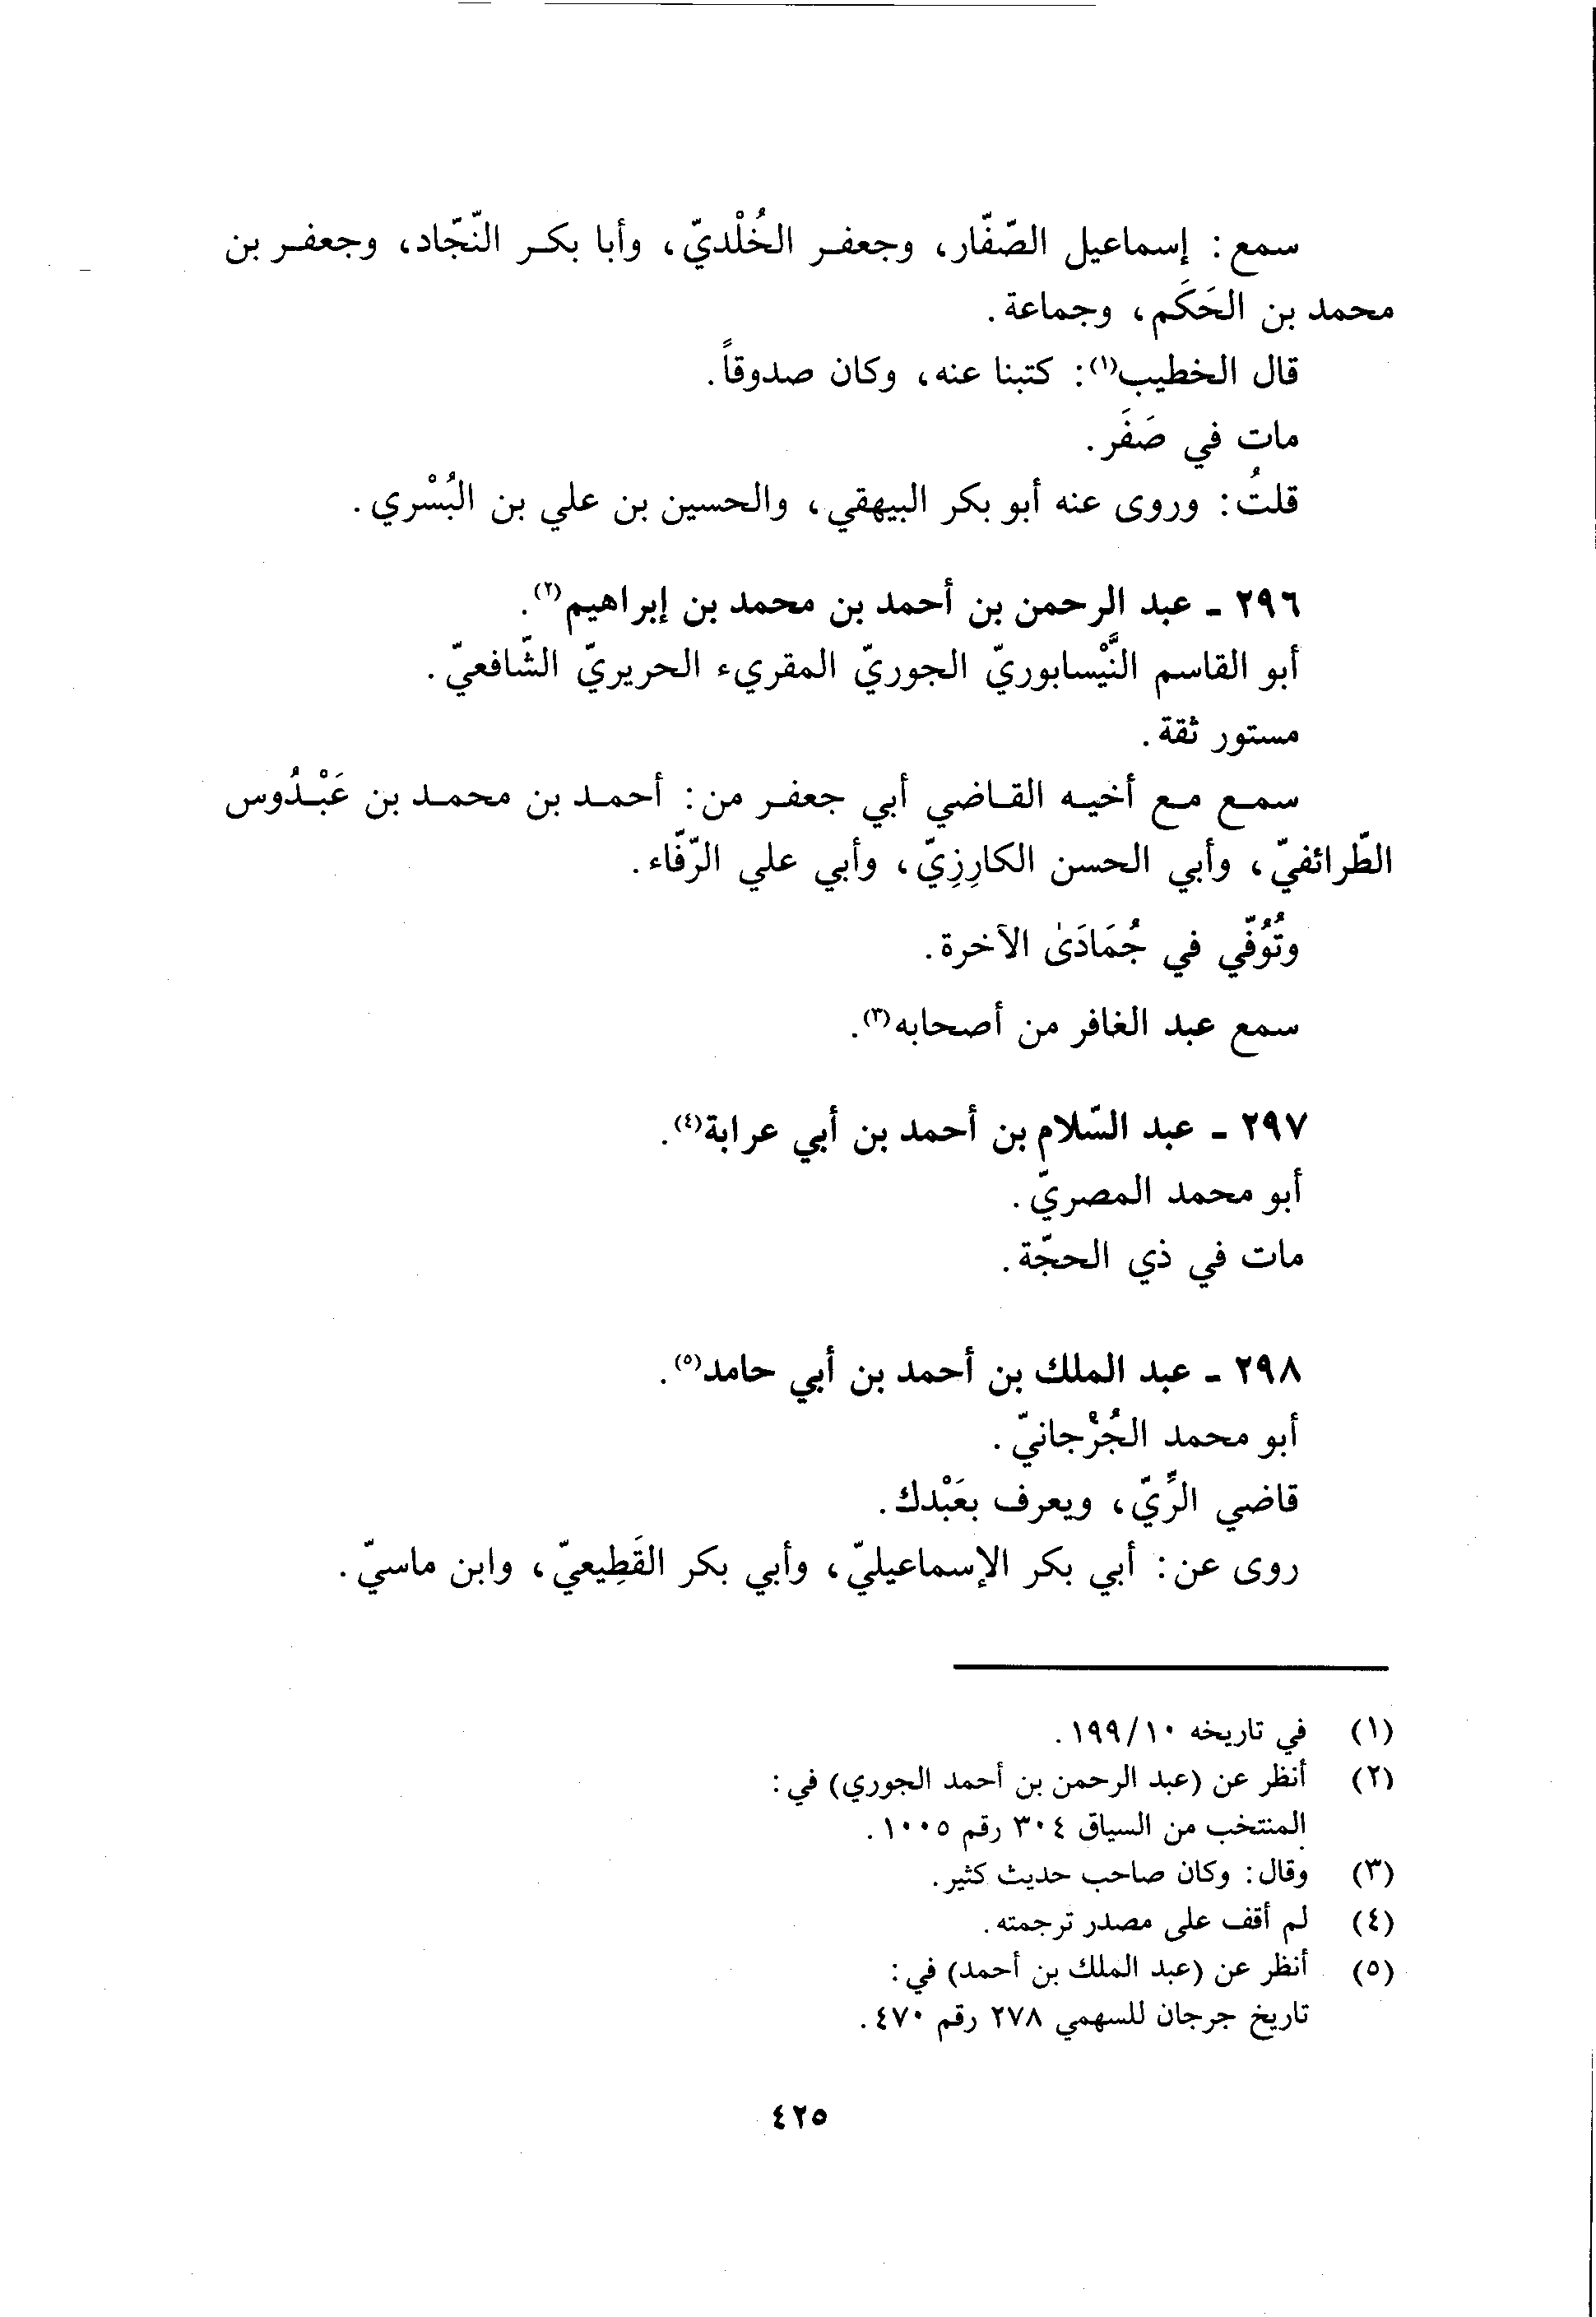 سمع: إسماعيل الصّفّار، وجعفر الخُلْديّ، وأبا بكر النّجّاد، وجعفر بن
محمد بن الحَكَم، وجماعة.
قال الخطيب(١): كتبنا عنه، وكان صدوقاً.
مات في صَفَر.
قلتُ: وروى عنه أبو بكر البيهقي، والحسين بن علي بن البُسْري.
٢٩٦ - عبد الرحمن بن أحمد بن محمد بن إبراهيم(٢).
أبو القاسم النَّيْسابوريّ الجوريّ المقريء الحريريّ الشّافعيّ.
مستور ثقة.
سمع مع أخيه القاضي أبي جعفر من: أحمد بن محمد بن عَبْدُوس
الطّرائفيّ، وأبي الحسن الكارِزِيّ، وأبي علي الرّفّاء.
وتُوُفّي في جُمَادَىٰ الآخرة.
سمع عبد الغافر من أصحابه(٣).
٢٩٧ - عبد السّلام بن أحمد بن أبي عرابة(٤).
أبو محمد المصريّ.
مات في ذي الحجّة.
٢٩٨ - عبد الملك بن أحمد بن أبي حامد(٥).
أبو محمد الجُرْجانيّ.
قاضي الرِّيّ، ويعرف بعَبْدك.
روى عن: أبي بكر الإسماعيليّ، وأبي بكر القَطِيعيّ، وابن ماسيّ.
(١) في تاريخه ١٩٩/١٠.
(٢) أنظر عن (عبد الرحمن بن أحمد الجوري) في:
المنتخب من السياق ٣٠٤ رقم ١٠٠٥.
(٣) وقال: وكان صاحب حديث كثير.
(٤) لم أقف على مصدر ترجمته.
(٥) أنظر عن (عبد الملك بن أحمد) في:
تاريخ جرجان للسهمي ٢٧٨ رقم ٤٧٠.
٤٢٥